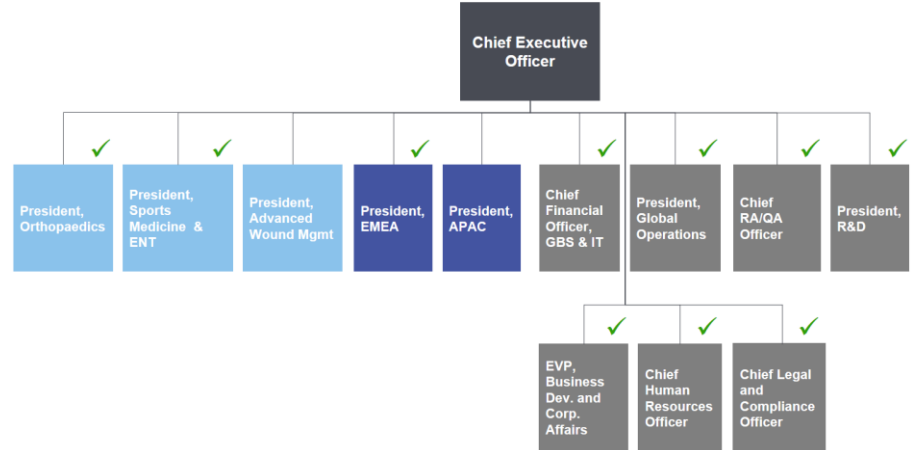 Chief Executive
Officer
President,
Orthopaedics
President,
Sports
Medicine &
ENT
President,
Advanced
Wound Mgmt
President,
EMEA
President,
APAC
Chief
Financial
Officer,
GBS & IT
President,
Global
Operations
Chief
RA/QA
Officer
President,
R&D
EVP,
Business
Dev. and
Corp.
Affairs
Chief
Human
Resources
Officer
Chief Legal
and
Compliance
Officer